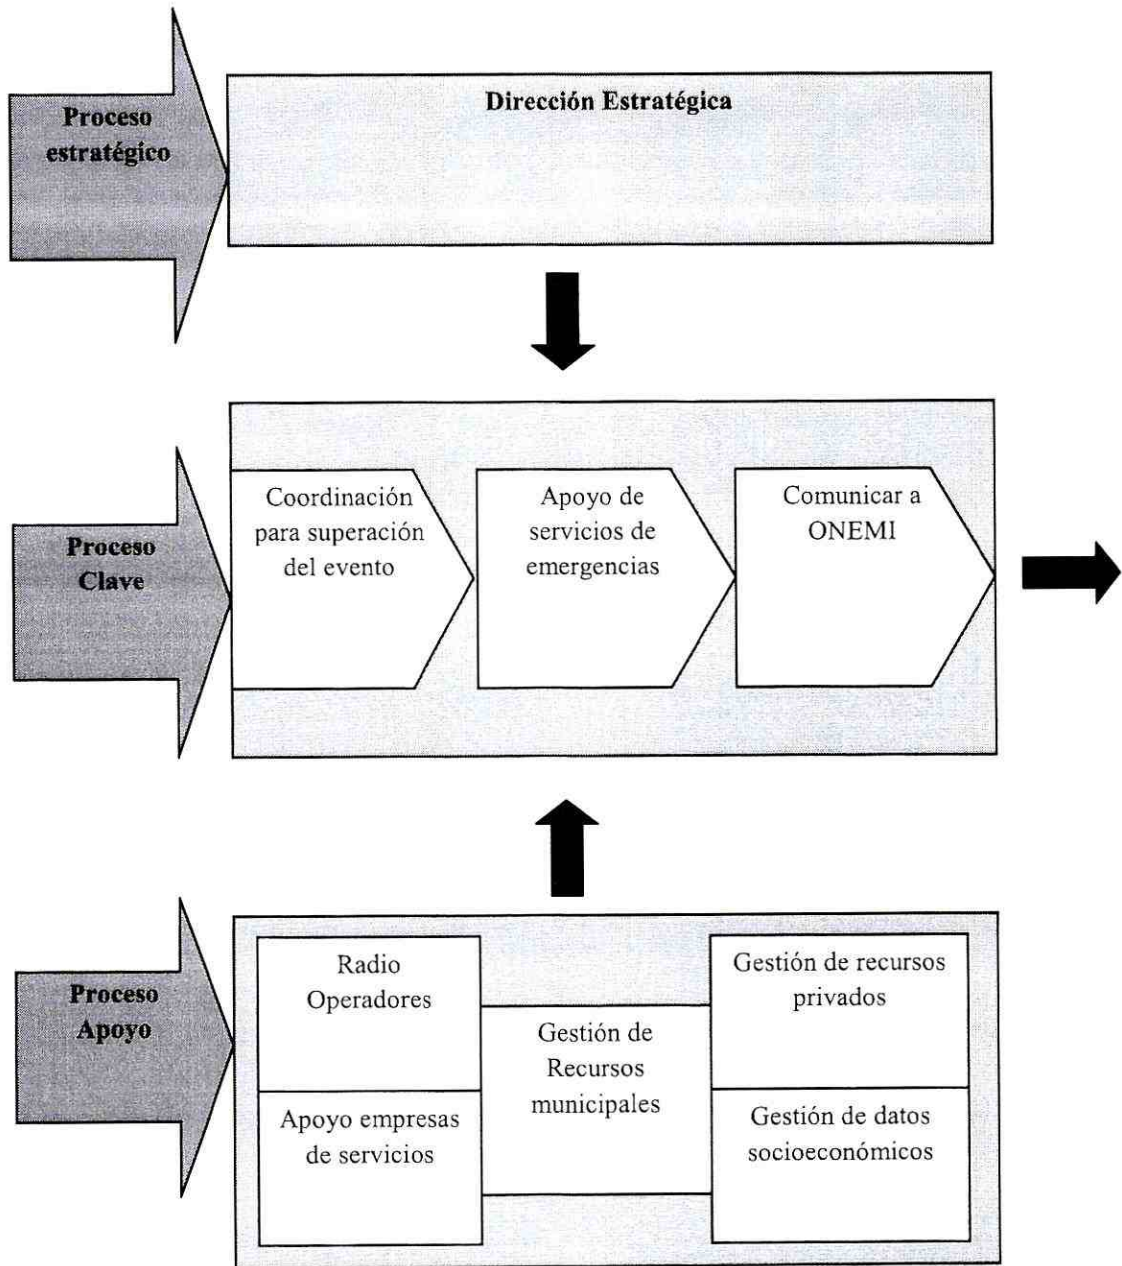 Proceso
estratégico
Dirección Estratégica
Proceso
Clave
Coordinación
para superación
del evento
Apoyo de
servicios de
emergencias
Comunicar a
ONEMI
Proceso
Apoyo
Radio
Operadores
Apoyo empresas
de servicios
Gestión de
Recursos
municipales
Gestión de recursos
privados
Gestión de datos
socioeconómicos